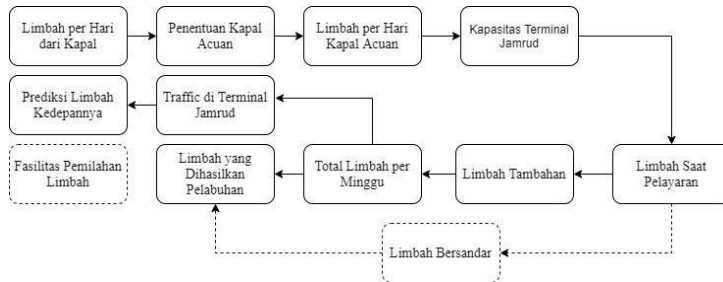 Limbah per Hari
dari Kapal
Penentuan Kapal
Acuan
Limbah per Hari
Kapal Acuan
Kapasitas Terminal
Jamrud
Prediksi Limbah
Kedepannya
Traffic di Terminal
Jamrud
Fasilitas Pemilahan
Limbah
Limbah yang
Dihasilkan
Pelabuhan
Total Limbah per
Minggu
Limbah Tambahan
Limbah Saat
Pelayaran
Limbah Bersandar